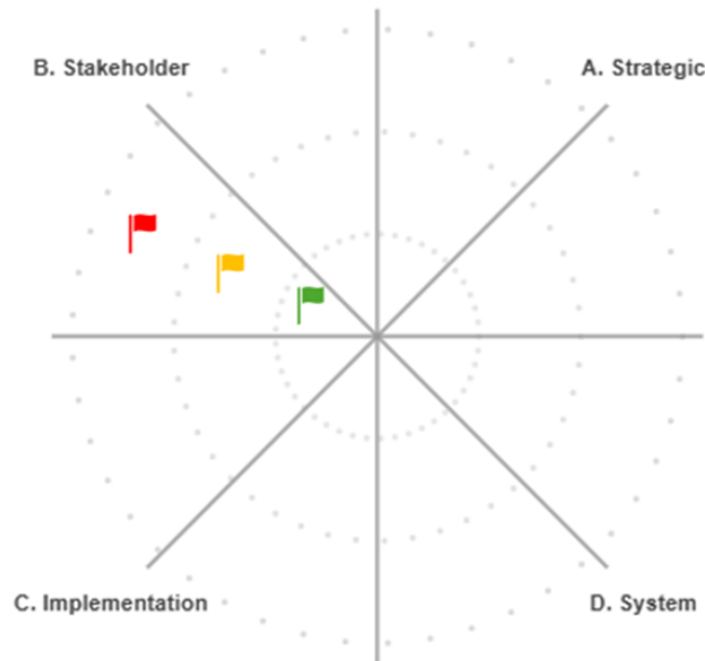 B. Stakeholder
A. Strategic
C. Implementation
D. System